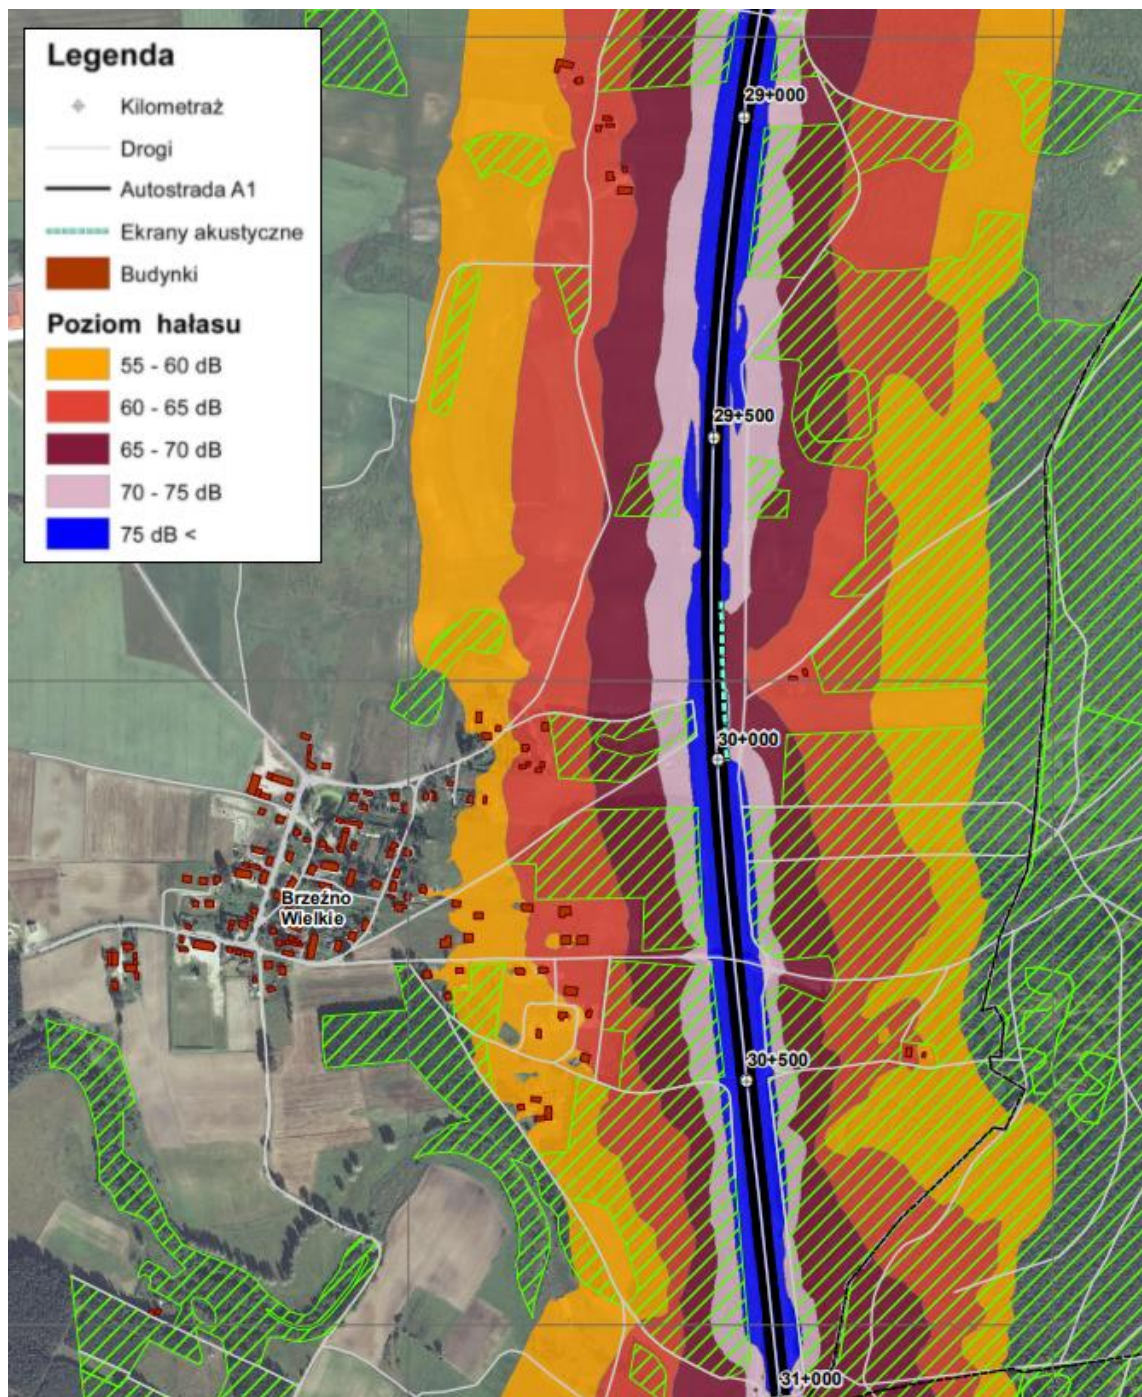 Legenda
Kilometraż
Drogi
Autostrada A1
Ekrany akustyczne
Budynki
Poziom hałasu
55 - 60 dB
60 - 65 dB
65 - 70 dB
70 - 75 dB
75 dB <
29+000
29+500
30+000
Brzeźno
Wielkie
30+500
31+000